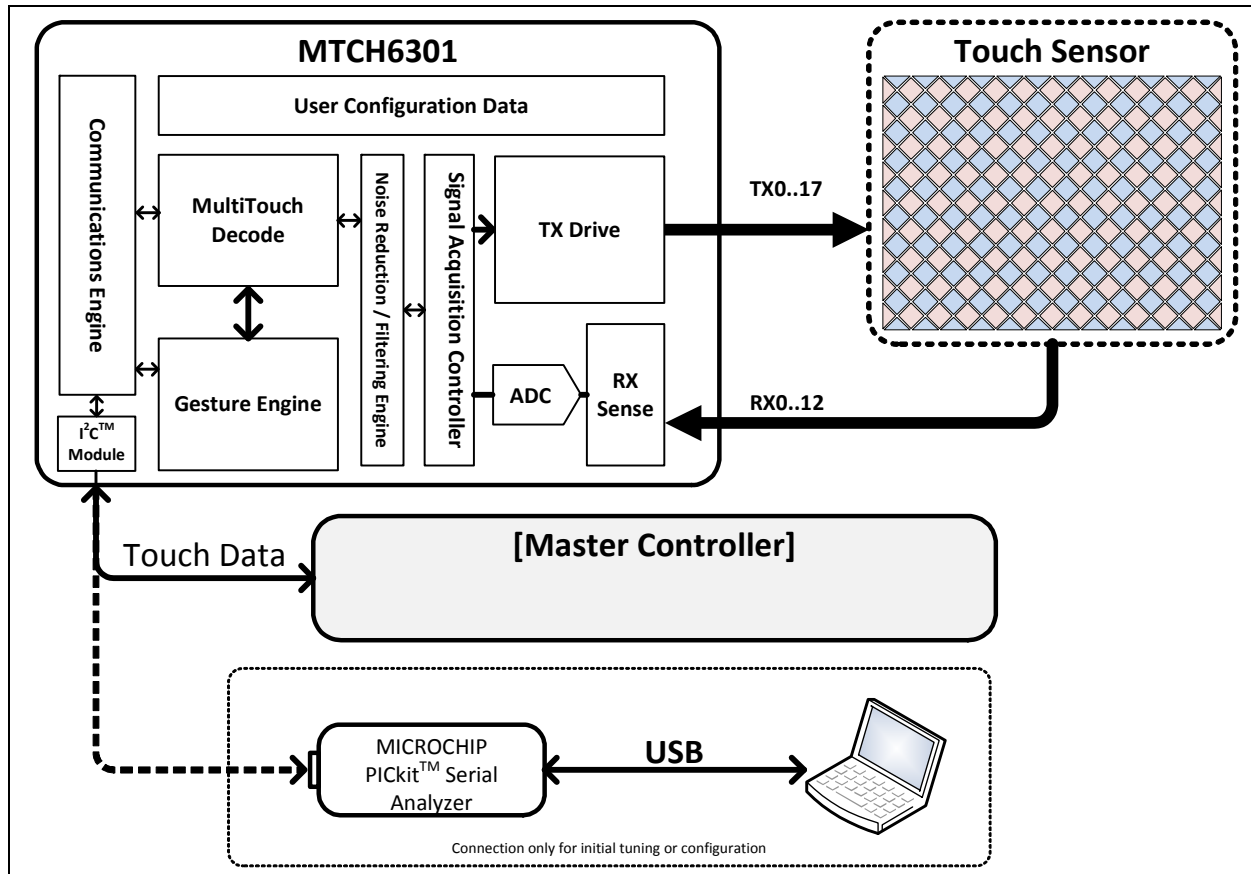 MTCH6301
User Configuration Data
Communications Engine
MultiTouch
Decode
Gesture Engine
I²C™
Module
Noise Reduction / Filtering Engine
Signal Acquisition Controller
TX Drive
ADC
RX
Sense
TX0..17
RX0..12
Touch Sensor
Touch Data
[Master Controller]
MICROCHIP
PICkit™ Serial
Analyzer
USB
Connection only for initial tuning or configuration